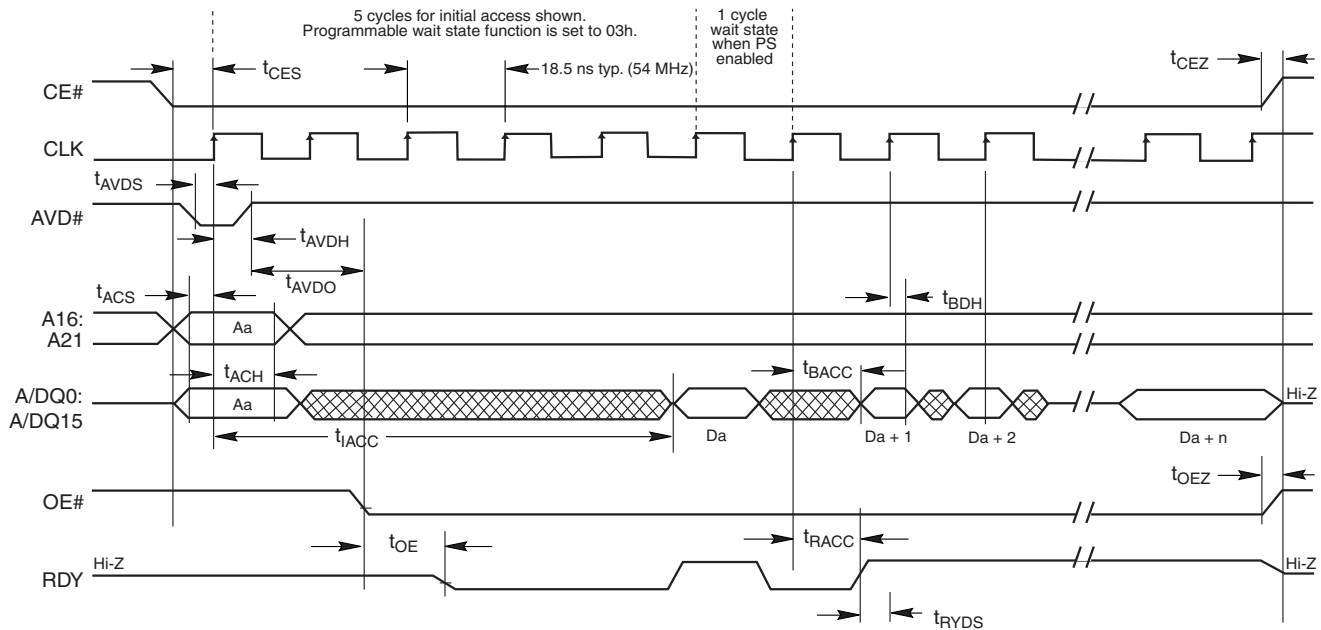 5 cycles for initial access shown.
Programmable wait state function is set to 03h.
1 cycle
wait state
when PS
enabled
tCES
18.5 ns typ. (54 MHz)
tCEZ
CE#
CLK
tAVDS
AVD#
tAVDH
tAVDO
tACS
tBDH
A16:
A21
Aa
tACH
tBACC
A/DQ0:
A/DQ15
Aa
Hi-Z
tIACC
Da
Da + 1
Da + 2
Da + n
tOEZ
OE#
tOE
tRACC
Hi-Z
RDY
Hi-Z
tRYDS